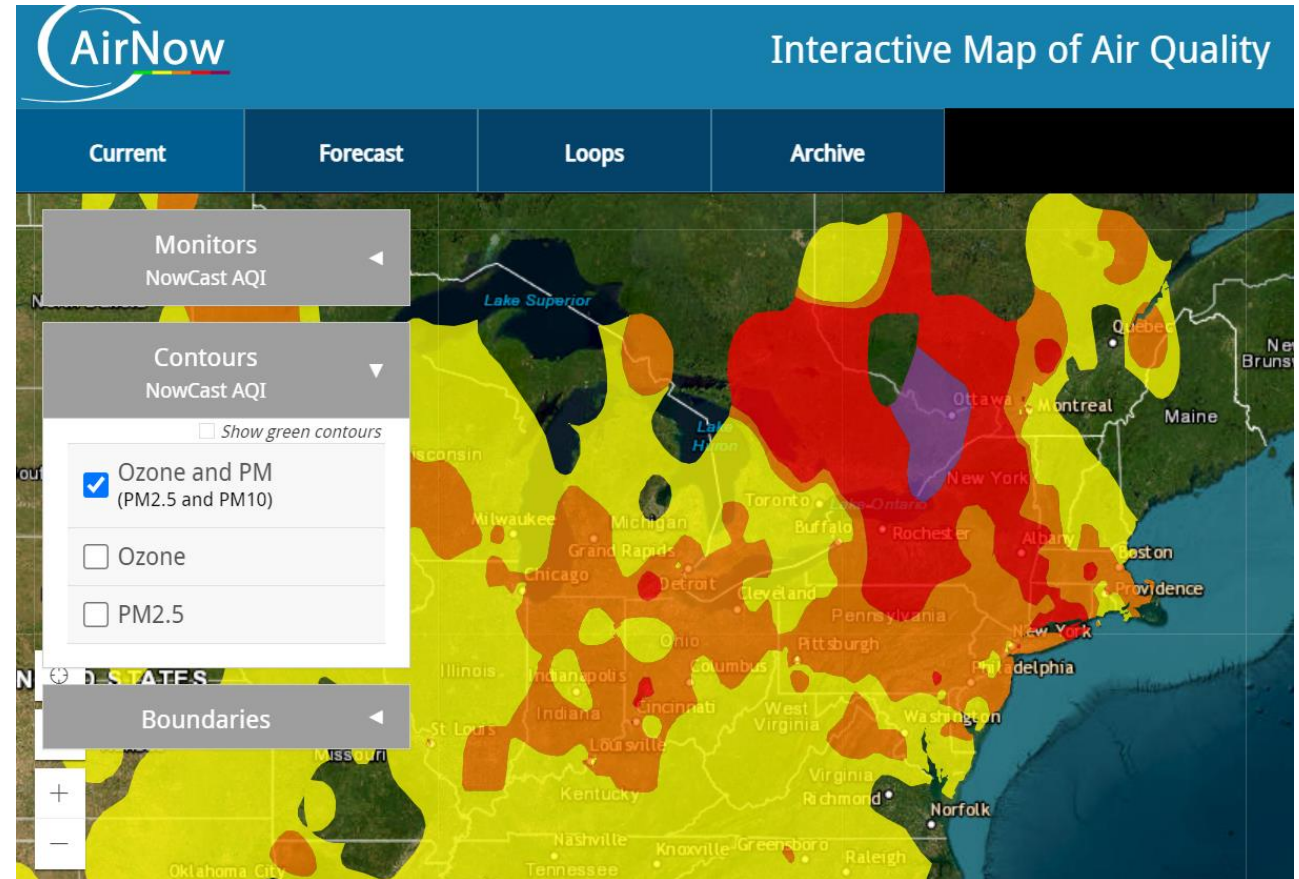 AirNow
Interactive Map of Air Quality
Current
Forecast
Loops
Archive
Monitors
NowCast AQI
Contours
NowCast AQI
Show green contours
Ozone and PM
(PM2.5 and PM10)
Ozone
PM2.5
Boundaries
+
−
Lake Superior
Quebec
New
Bruns
Ottawa
Montreal
Maine
Lake
Huron
isconsin
New York
Toronto
Lake Ontario
Milwaukee
Michigan
Buffalo
Rochester
Albany
Boston
Grand Rapids
Chicago
Detroit
Cleveland
Providence
Pennsylvania
New York
Ohio
Pittsburgh
Philadelphia
Illinois
Indianapolis
Columbus
STATES
Indiana
Cincinnati
West
Virginia
Washington
St Louis
Louisville
Missouri
Virginia
Kentucky
Richmond
Norfolk
Nashville
Knoxville
Greensboro
Raleigh
Oklahoma City
Tennessee